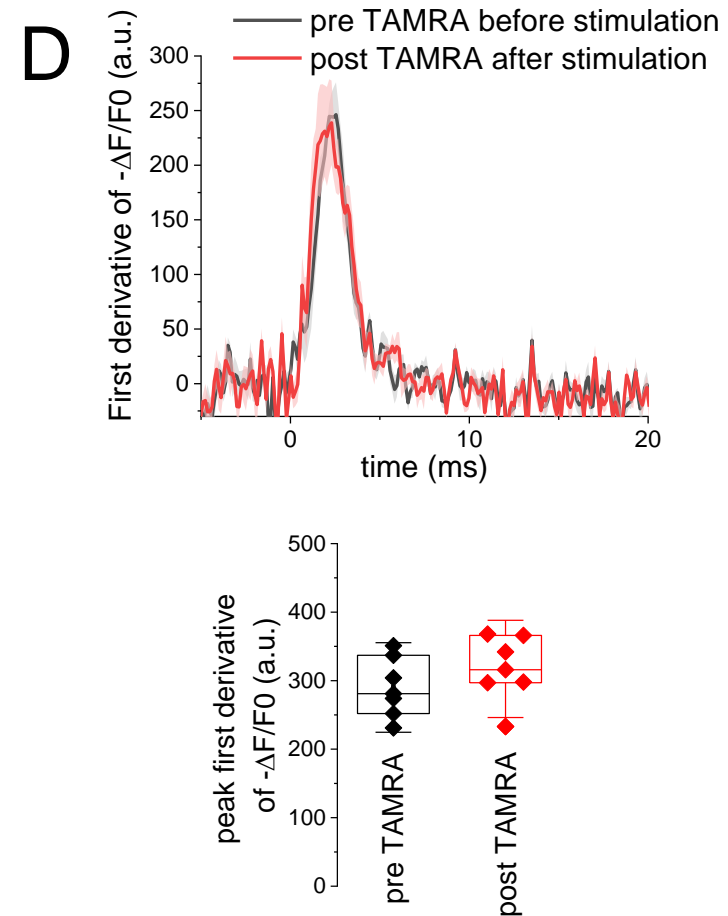 D
pre TAMRA before stimulation
post TAMRA after stimulation
First derivative of -ΔF/F0 (a.u.)
300
250
200
150
100
50
0
0
10
20
time (ms)
peak first derivative
of -ΔF/F0 (a.u.)
500
400
300
200
100
0
pre TAMRA
post TAMRA